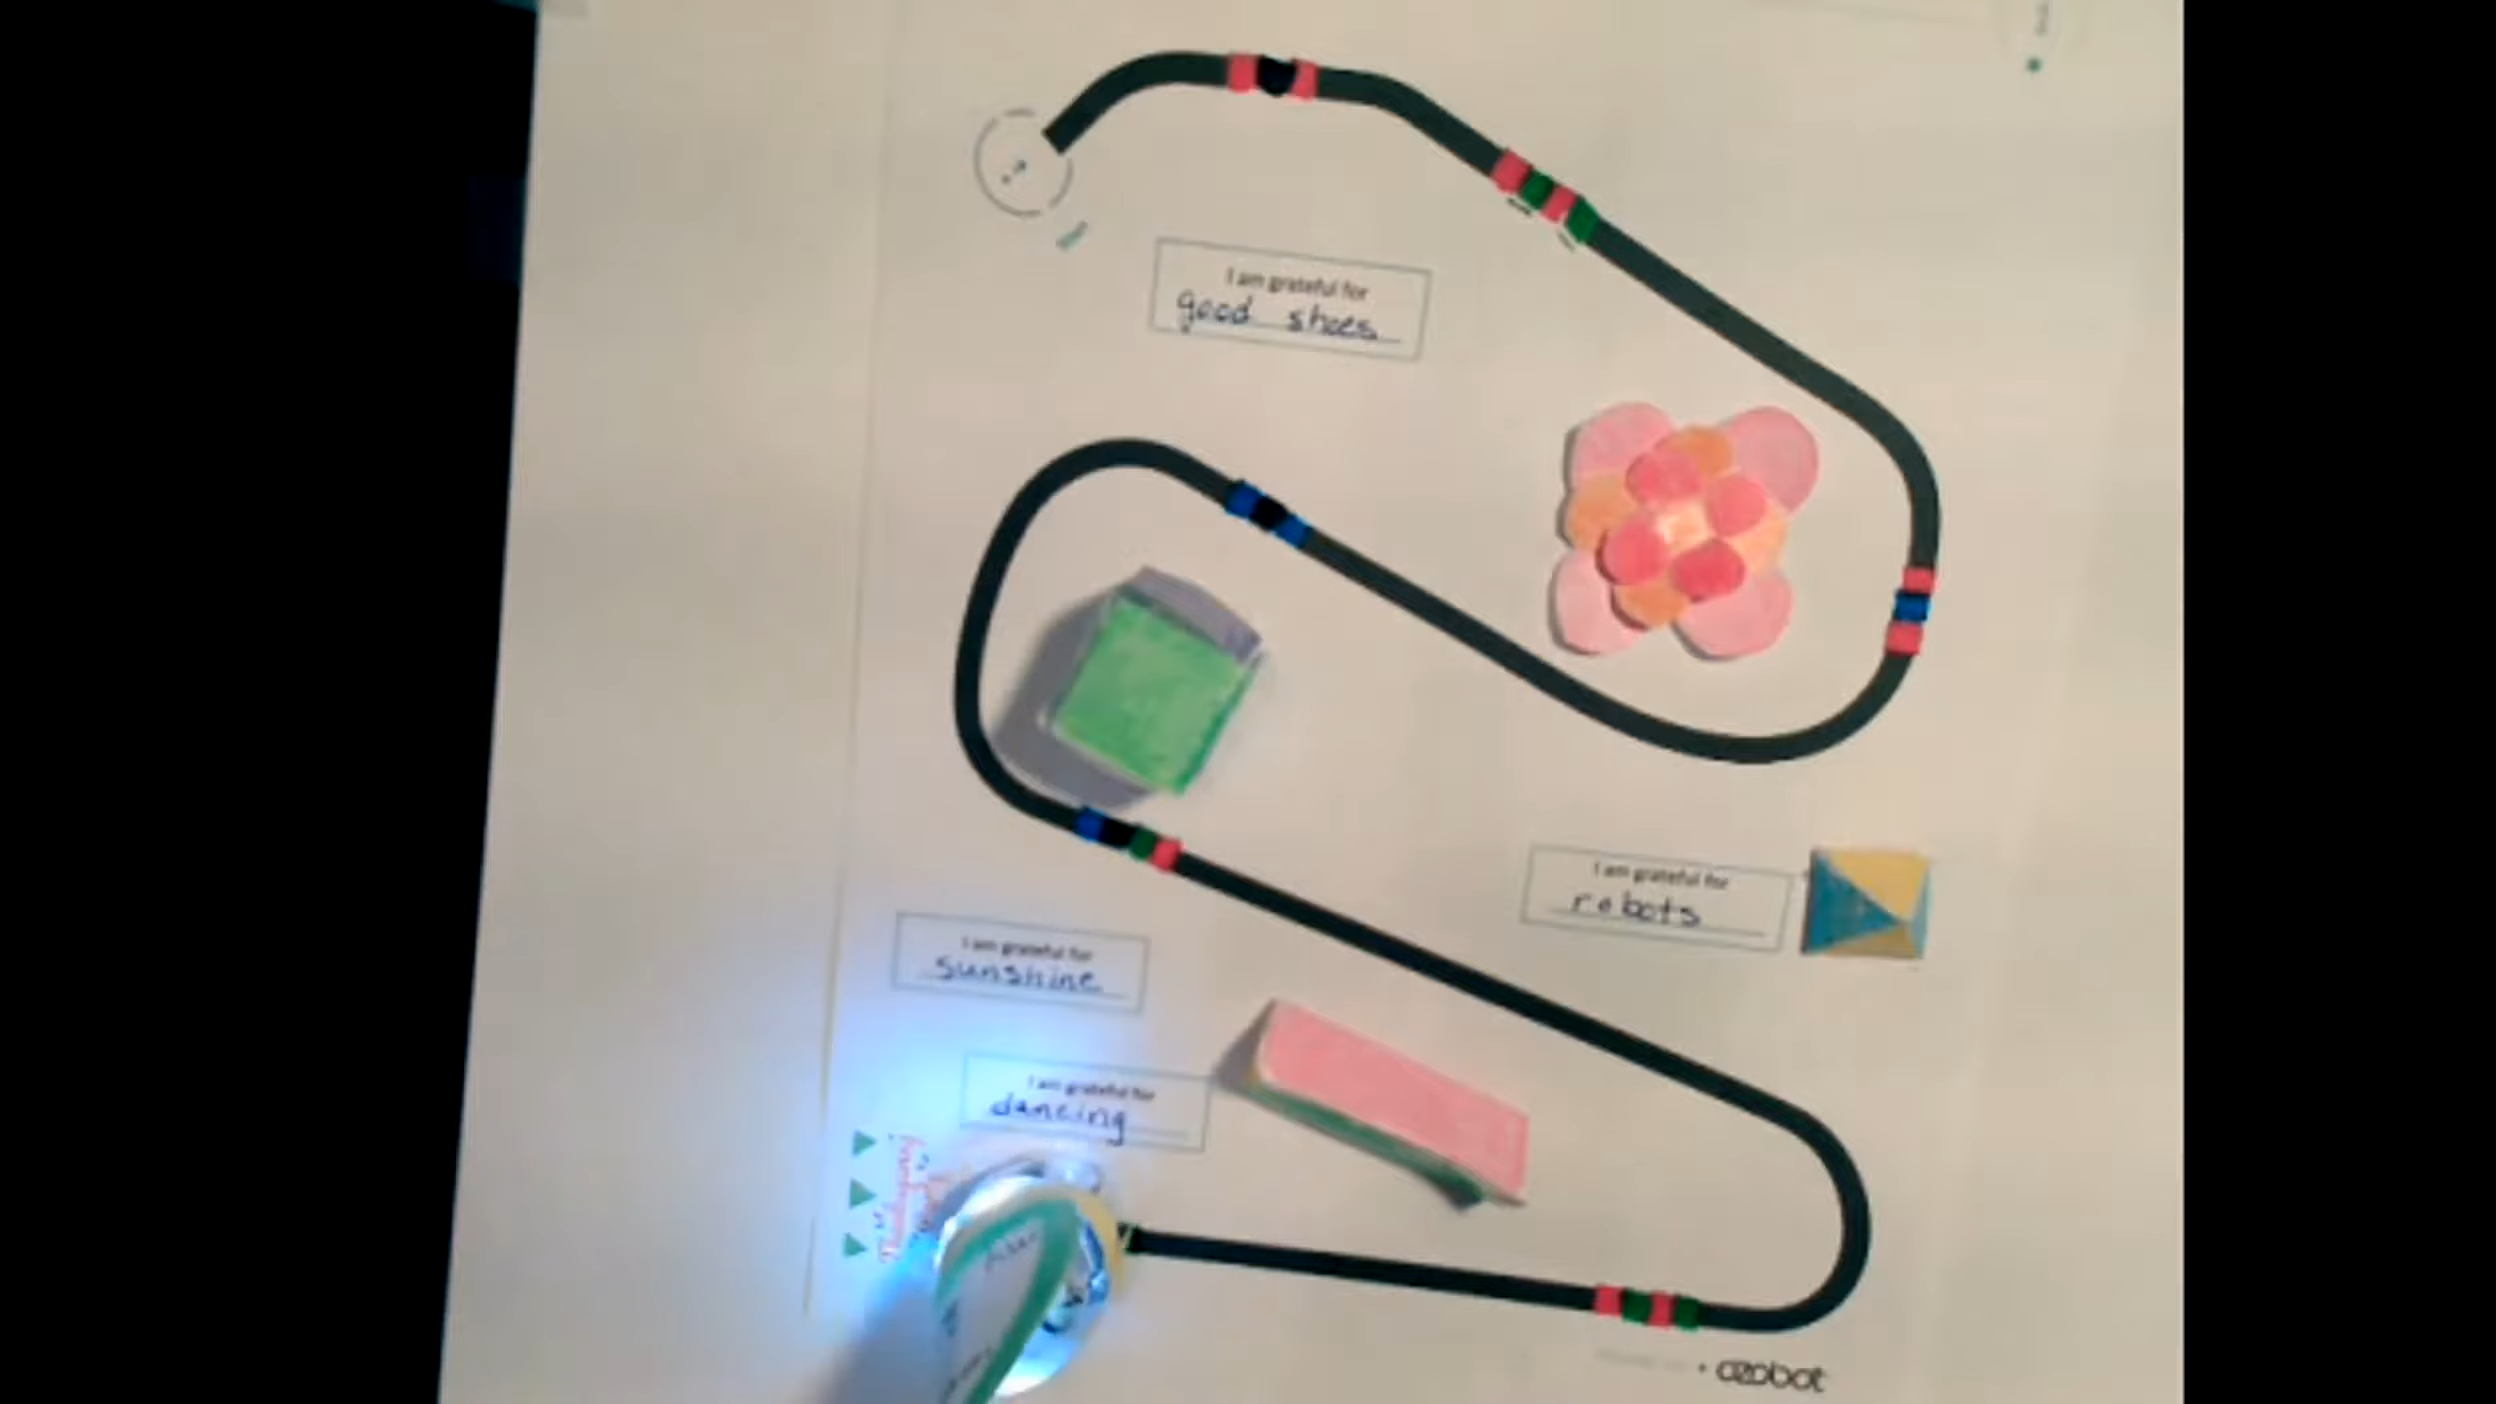 I am grateful for
good shoes
I am grateful for
robots
I am grateful for
sunshine
I am grateful for
dancing
ozobot